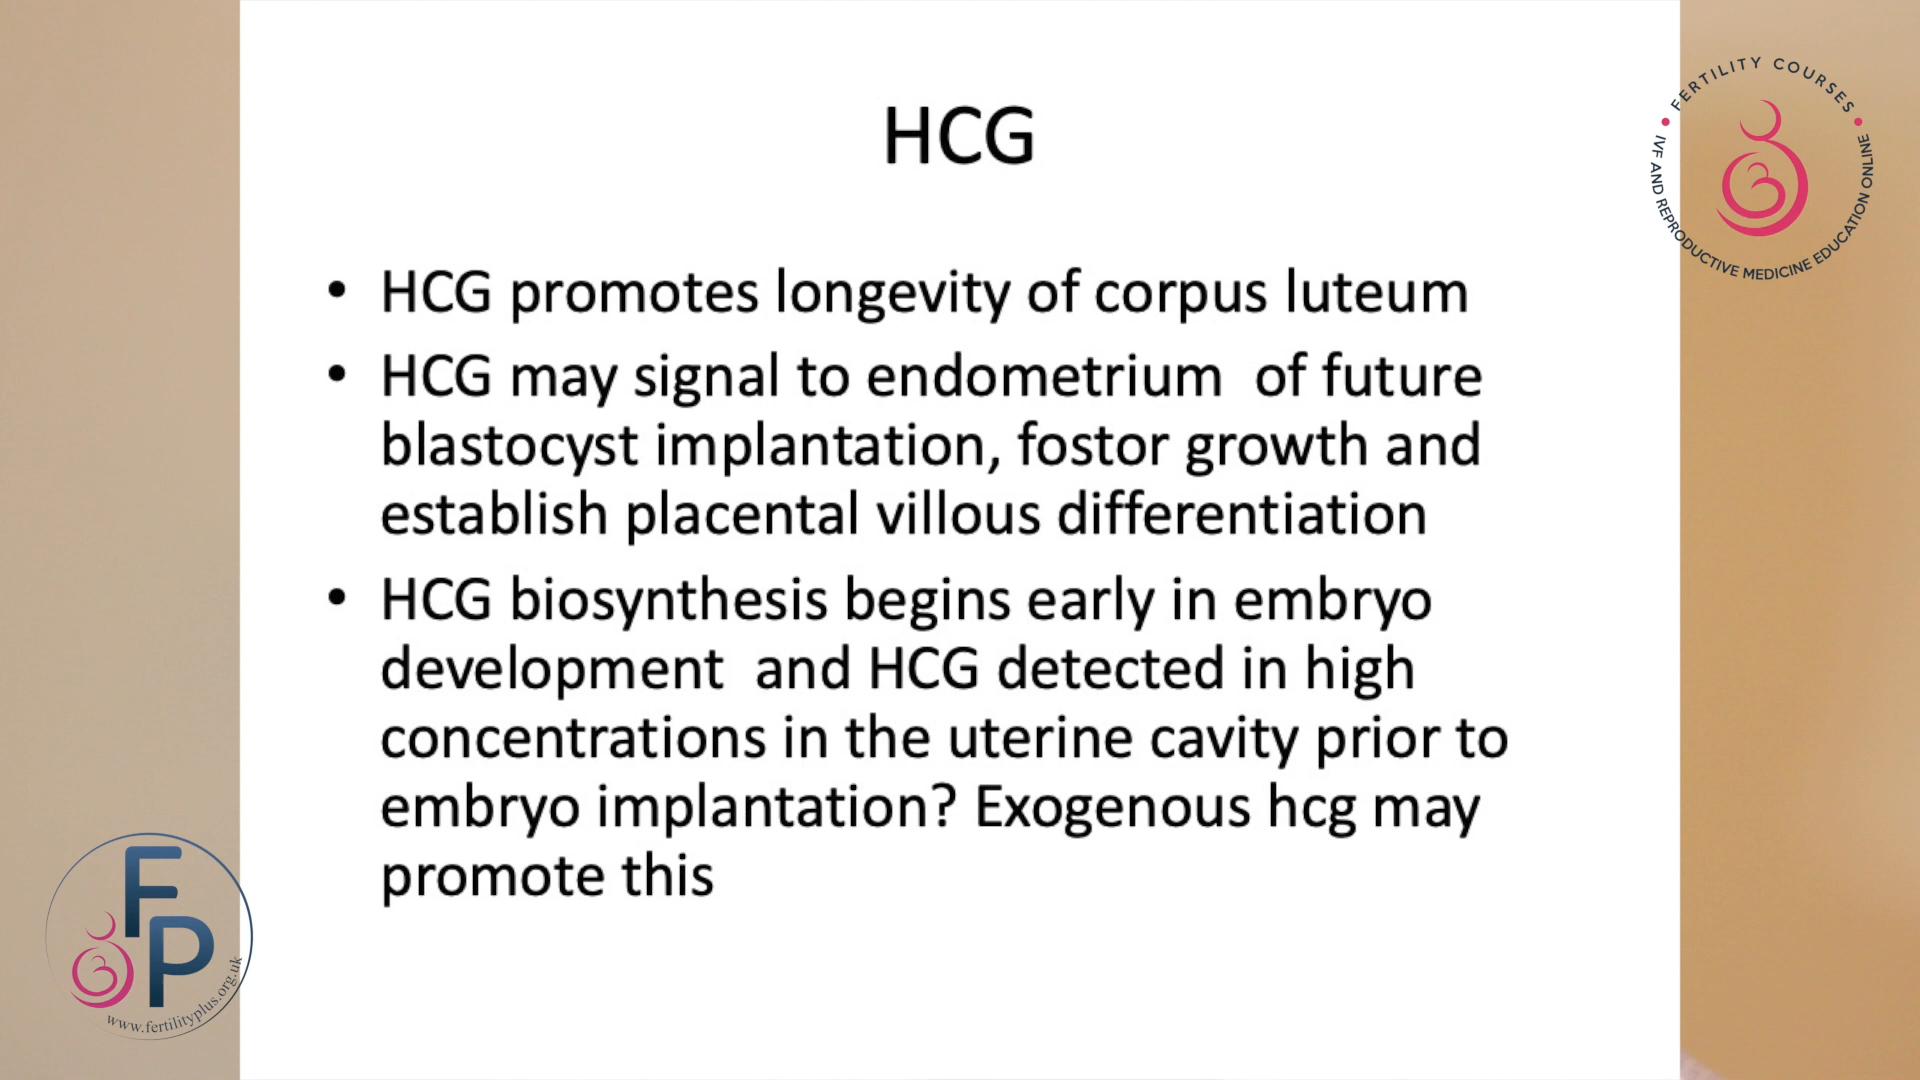 HCG
• HCG promotes longevity of corpus luteum
• HCG may signal to endometrium  of future
blastocyst implantation, fostor growth and
establish placental villous differentiation
• HCG biosynthesis begins early in embryo
development  and HCG detected in high
concentrations in the uterine cavity prior to
embryo implantation? Exogenous hcg may
promote this
• FERTILITY COURSES •
IVF AND REPRODUCTIVE MEDICINE EDUCATION ONLINE
FP
www.fertilityplus.org.uk